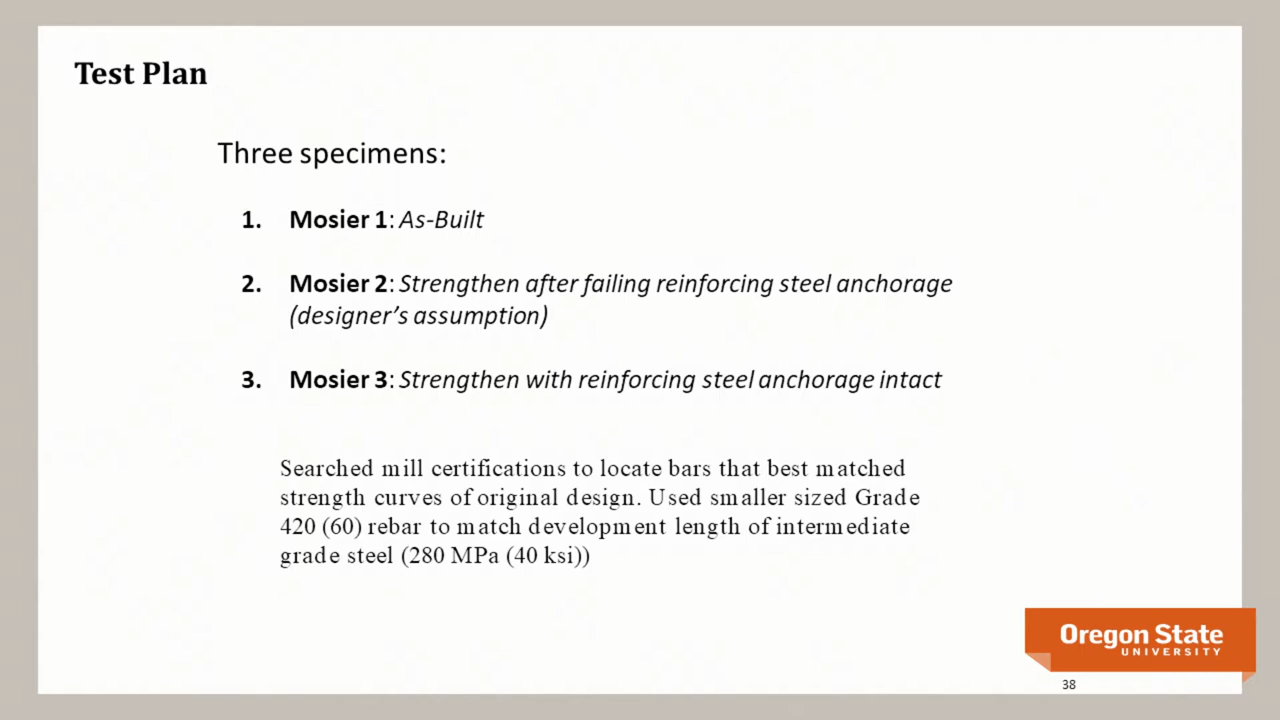 Test Plan
Three specimens:
1. Mosier 1: As-Built
2. Mosier 2: Strengthen after failing reinforcing steel anchorage
(designer's assumption)
3. Mosier 3: Strengthen with reinforcing steel anchorage intact
Searched mill certifications to locate bars that best matched
strength curves of original design. Used smaller sized Grade
420 (60) rebar to match development length of intermediate
grade steel (280 MPa (40 ksi))
Oregon State
UNIVERSITY
38